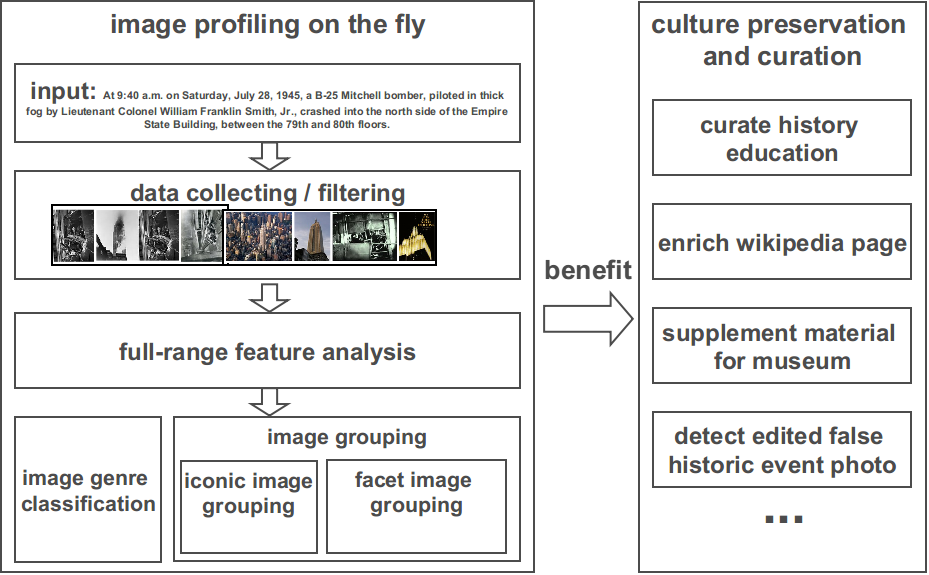 image profiling on the fly
input: At 9:40 a.m. on Saturday, July 28, 1945, a B-25 Mitchell bomber, piloted in thick
fog by Lieutenant Colonel William Franklin Smith, Jr., crashed into the north side of the Empire
State Building, between the 79th and 80th floors.
data collecting / filtering
full-range feature analysis
image genre
classification
image grouping
iconic image
grouping
facet image
grouping
benefit
culture preservation
and curation
curate history
education
enrich wikipedia page
supplement material
for museum
detect edited false
historic event photo
...